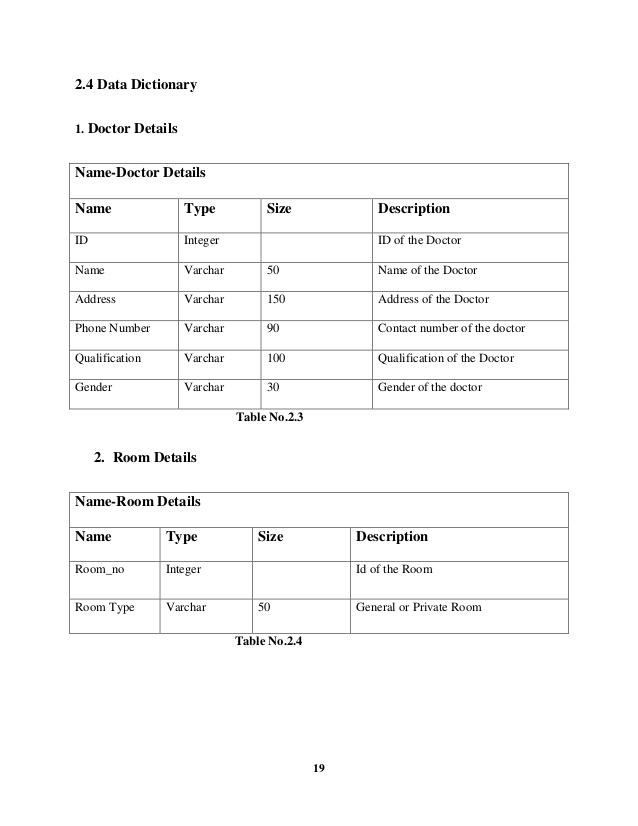 2.4 Data Dictionary
1. Doctor Details
Name-Doctor Details
Name Type Size Description
ID Integer ID of the Doctor
Name Varchar 50 Name of the Doctor
Address Varchar 150 Address of the Doctor
Phone Number Varchar 90 Contact number of the doctor
Qualification Varchar 100 Qualification of the Doctor
Gender Varchar 30 Gender of the doctor
Table No.2.3
2. Room Details
Name-Room Details
Name Type Size Description
Room_no Integer Id of the Room
Room Type Varchar 50 General or Private Room
Table No.2.4
19